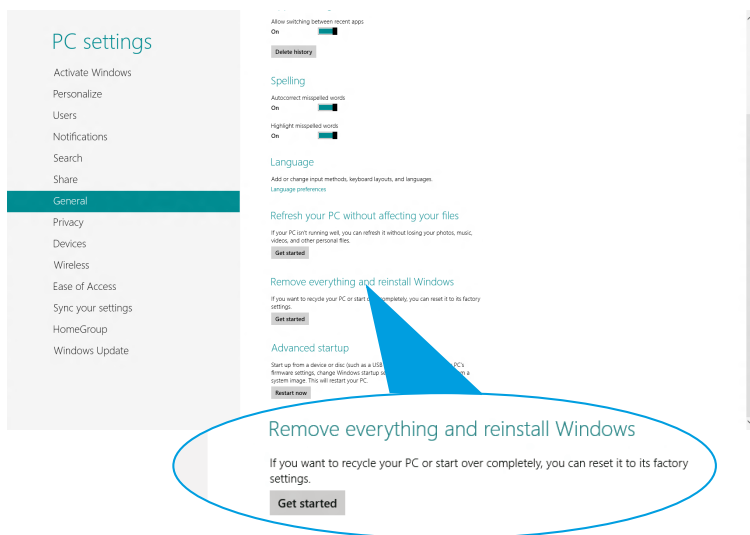 PC settings
Activate Windows
Personalize
Users
Notifications
Search
Share
General
Privacy
Devices
Wireless
Ease of Access
Sync your settings
HomeGroup
Windows Update
Allow switching between recent apps
On
Delete history
Spelling
Autocorrect misspelled words
On
Highlight misspelled words
On
Language
Add or change input methods, keyboard layouts, and languages.
Language preferences
Refresh your PC without affecting your files
If your PC isn't running well, you can refresh it without losing your photos, music,
videos, and other personal files.
Get started
Remove everything and reinstall Windows
If you want to recycle your PC or start over completely, you can reset it to its factory
settings.
Get started
Advanced startup
Start up from a device or disc (such as a USB PC's
firmware settings, change Windows startup from a
system image. This will restart your PC.
Restart now
Remove everything and reinstall Windows
If you want to recycle your PC or start over completely, you can reset it to its factory
settings.
Get started